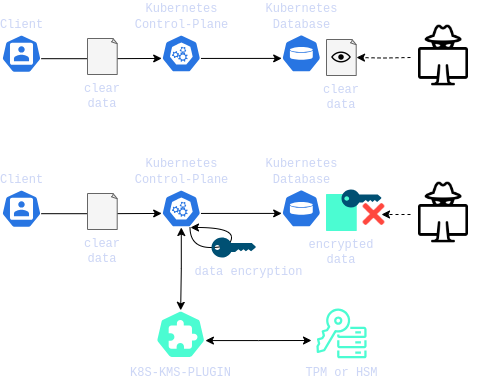 Client
Kubernetes
Control-Plane
Kubernetes
Database
clear
data
clear
data
Client
Kubernetes
Control-Plane
Kubernetes
Database
clear
data
encrypted
data
data encryption
K8S-KMS-PLUGIN
TPM or HSM